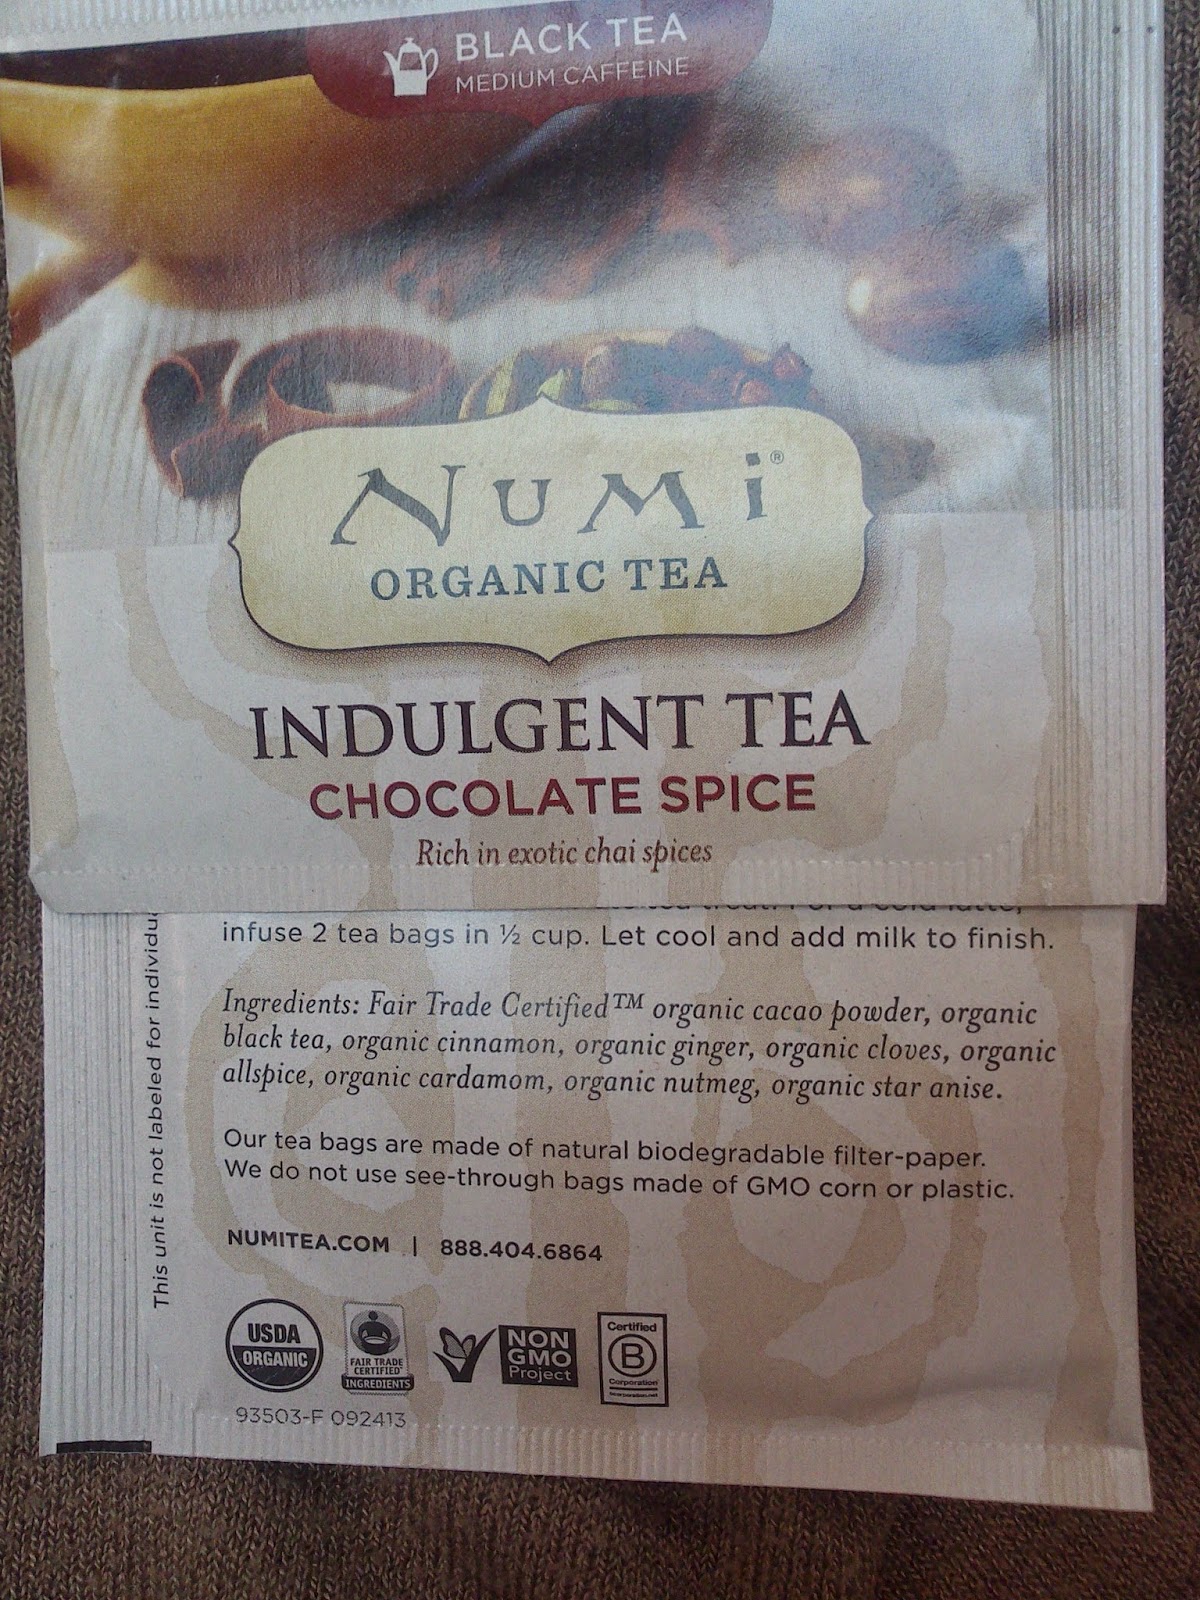 BLACK TEA
MEDIUM CAFFEINE
NUMi®
ORGANIC TEA
INDULGENT TEA
CHOCOLATE SPICE
Rich in exotic chai spices
infuse 2 tea bags in ½ cup. Let cool and add milk to finish.
Ingredients: Fair Trade Certified™ organic cacao powder, organic
black tea, organic cinnamon, organic ginger, organic cloves, organic
allspice, organic cardamom, organic nutmeg, organic star anise.
Our tea bags are made of natural biodegradable filter-paper.
We do not use see-through bags made of GMO corn or plastic.
NUMITEA.COM | 888.404.6864
This unit is not labeled for
USDA
ORGANIC
FAIR TRADE
CERTIFIED
INGREDIENTS
NON
GMO
Project
Certified
B
Corporation
93503-F 092413